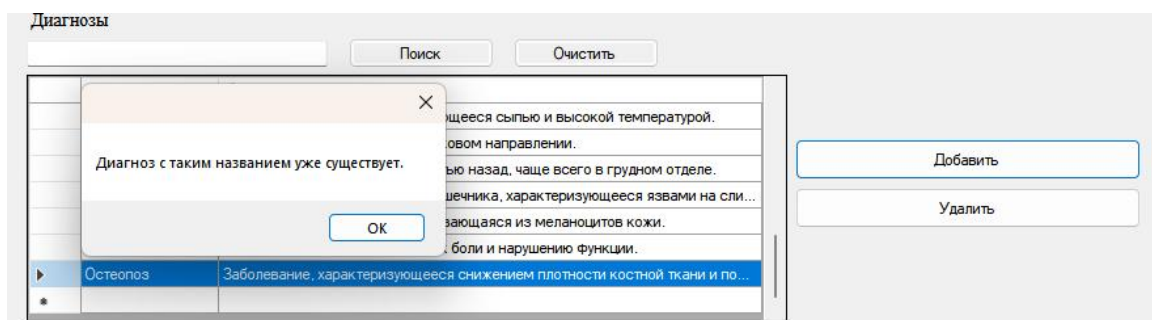 Диагнозы
Поиск
Очистить
ющееся сыпью и высокой температурой.
овом направлении.
Диагноз с таким названием уже существует.
ью назад, чаще всего в грудном отделе.
Добавить
шечника, характеризующееся язвами на сли...
Удалить
OK
вающаяся из меланоцитов кожи.
боли и нарушению функции.
Остеопоз
Заболевание, характеризующееся снижением плотности костной ткани и по...